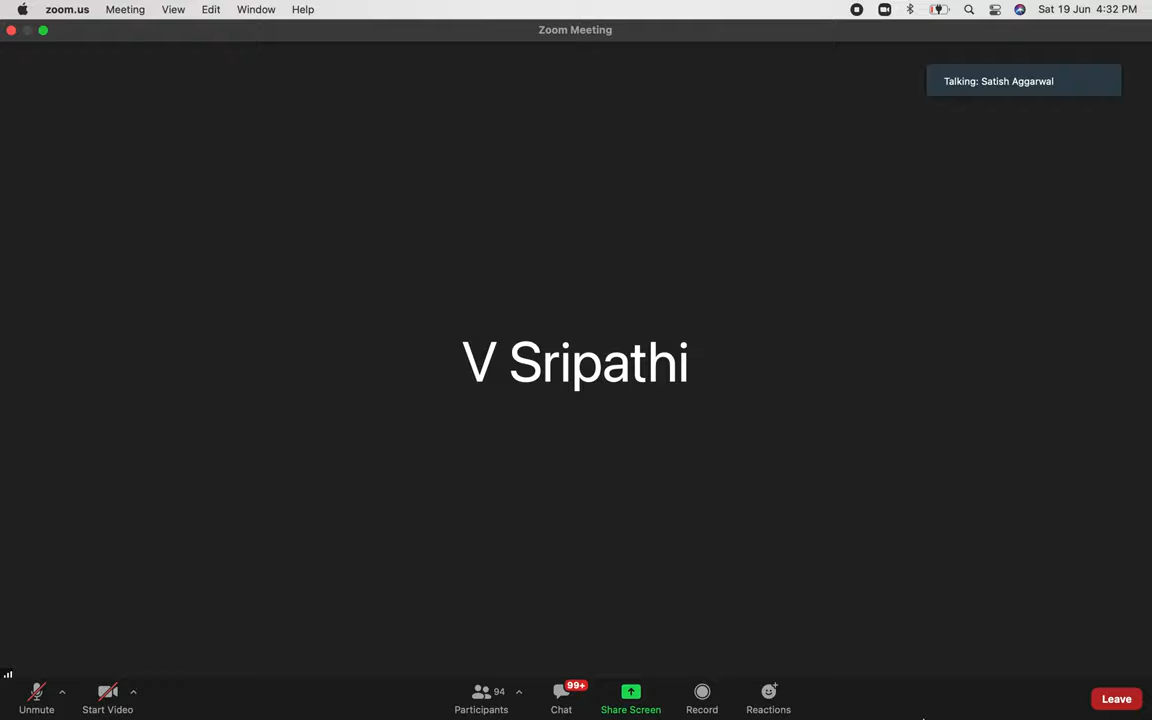 zoom.us Meeting View Edit Window Help Sat 19 Jun 4:32 PM
Zoom Meeting
Talking: Satish Aggarwal
V Sripathi
94 99+
Unmute Start Video Participants Chat Share Screen Record Reactions Leave